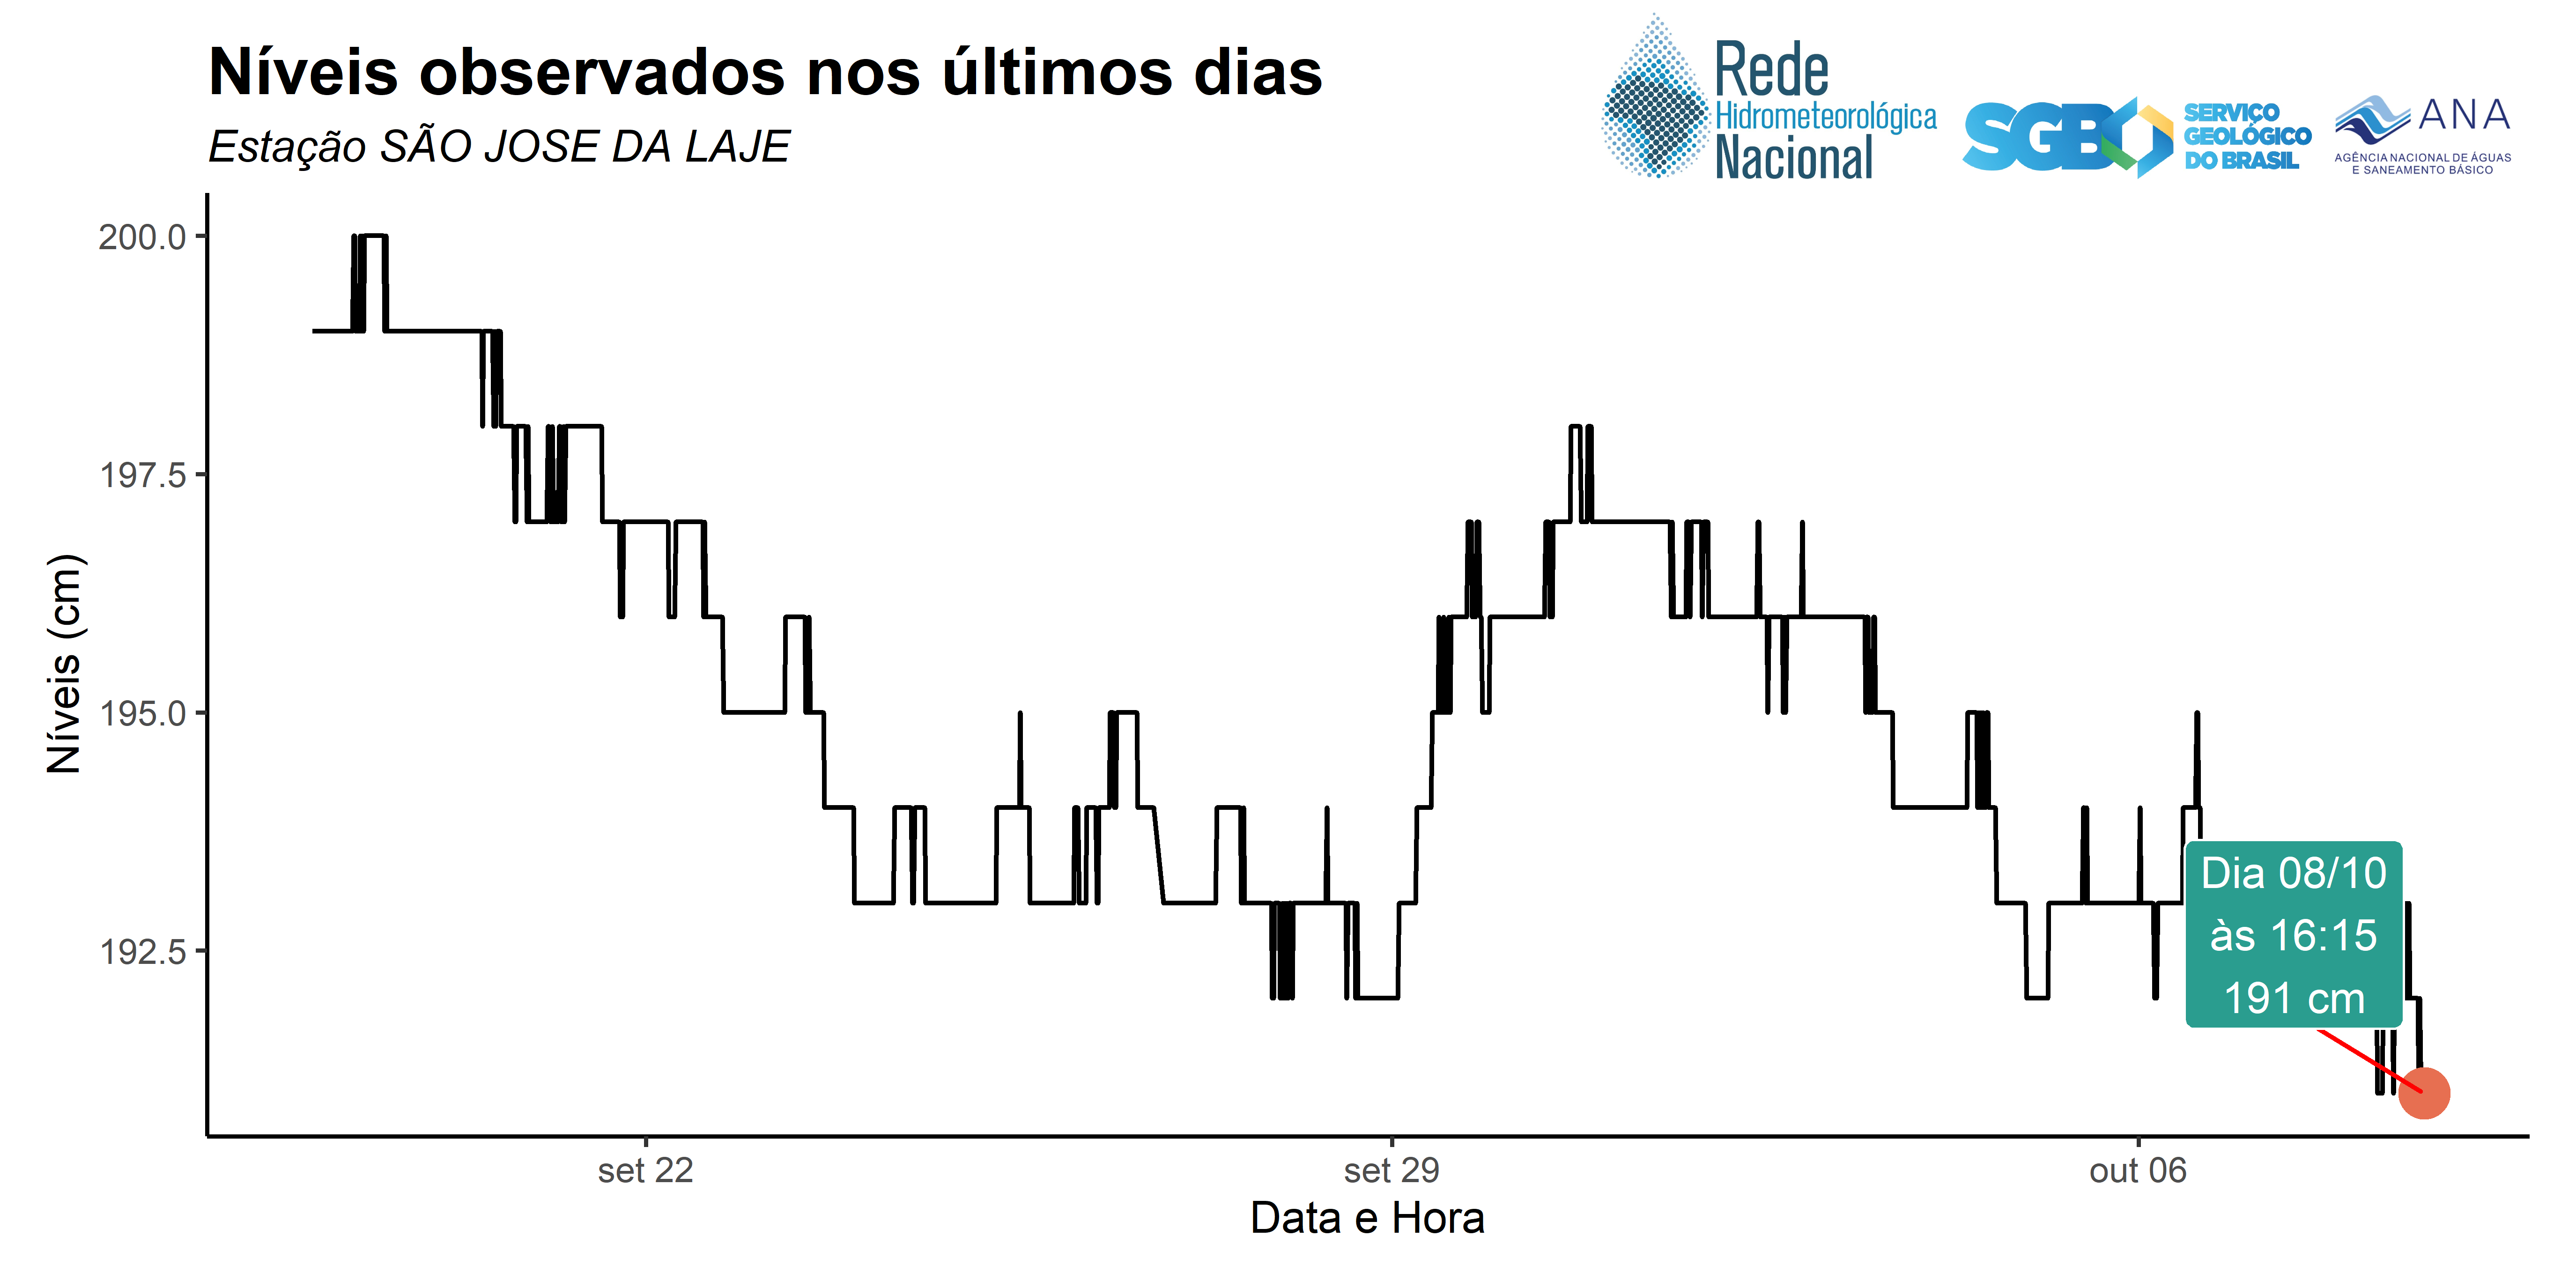 Níveis observados nos últimos dias
Estação SÃO JOSE DA LAJE
Rede
Hidrometeorológica
Nacional
SGB
SERVIÇO
GEOLÓGICO
DO BRASIL
ANA
AGÊNCIA NACIONAL DE ÁGUAS
E SANEAMENTO BÁSICO
Níveis (cm)
200.0
197.5
195.0
192.5
Dia 08/10
às 16:15
191 cm
set 22
set 29
out 06
Data e Hora